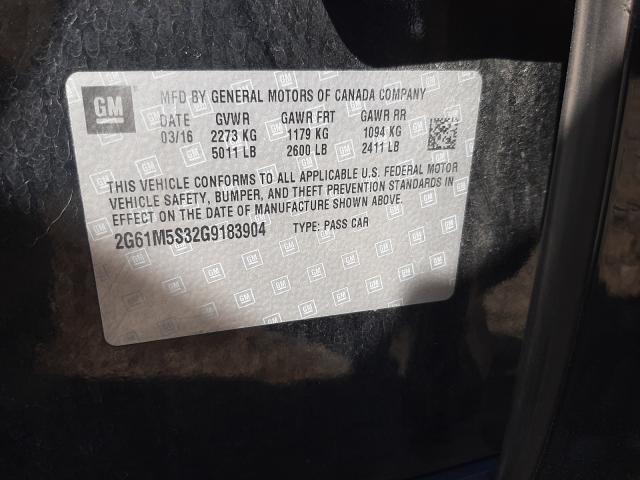 GM MFD BY GENERAL MOTORS OF CANADA COMPANY
DATE GVWR GAWR FRT GAWR RR
03/16 2273 KG 1179 KG 1094 KG
5011 LB 2600 LB 2411 LB
THIS VEHICLE CONFORMS TO ALL APPLICABLE U.S. FEDERAL MOTOR
VEHICLE SAFETY, BUMPER, AND THEFT PREVENTION STANDARDS IN
EFFECT ON THE DATE OF MANUFACTURE SHOWN ABOVE.
2G61M5S32G9183904 TYPE: PASS CAR